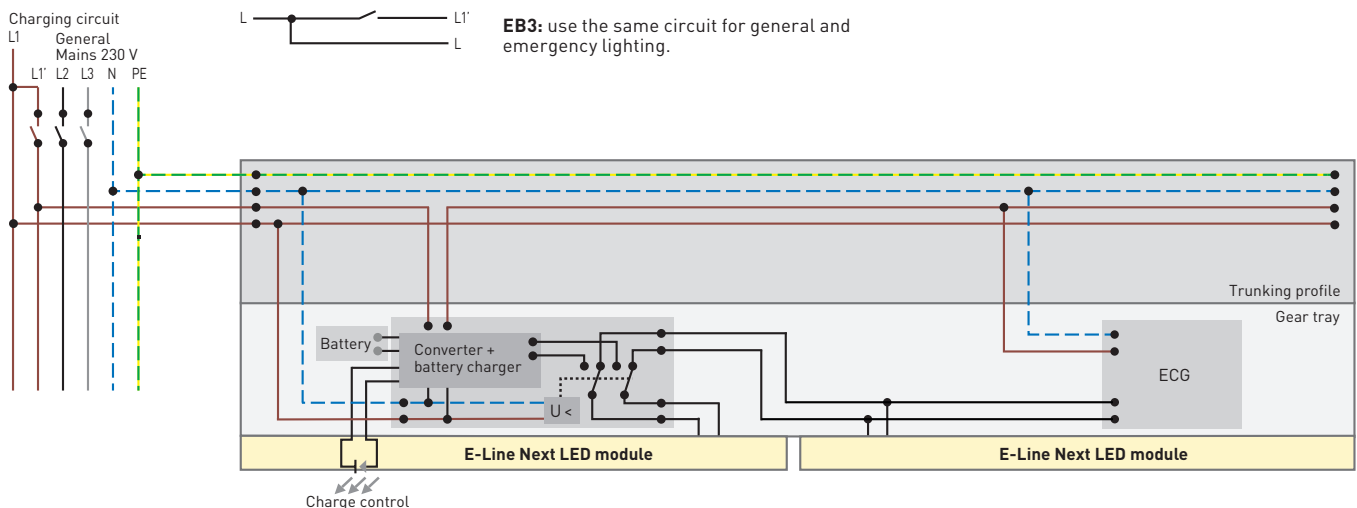 Charging circuit
L1
General
Mains 230 V
L1' L2 L3 N PE
L L1'
L
EB3: use the same circuit for general and
emergency lighting.
Trunking profile
Gear tray
Battery
Converter +
battery charger
U <
ECG
E-Line Next LED module
E-Line Next LED module
Charge control